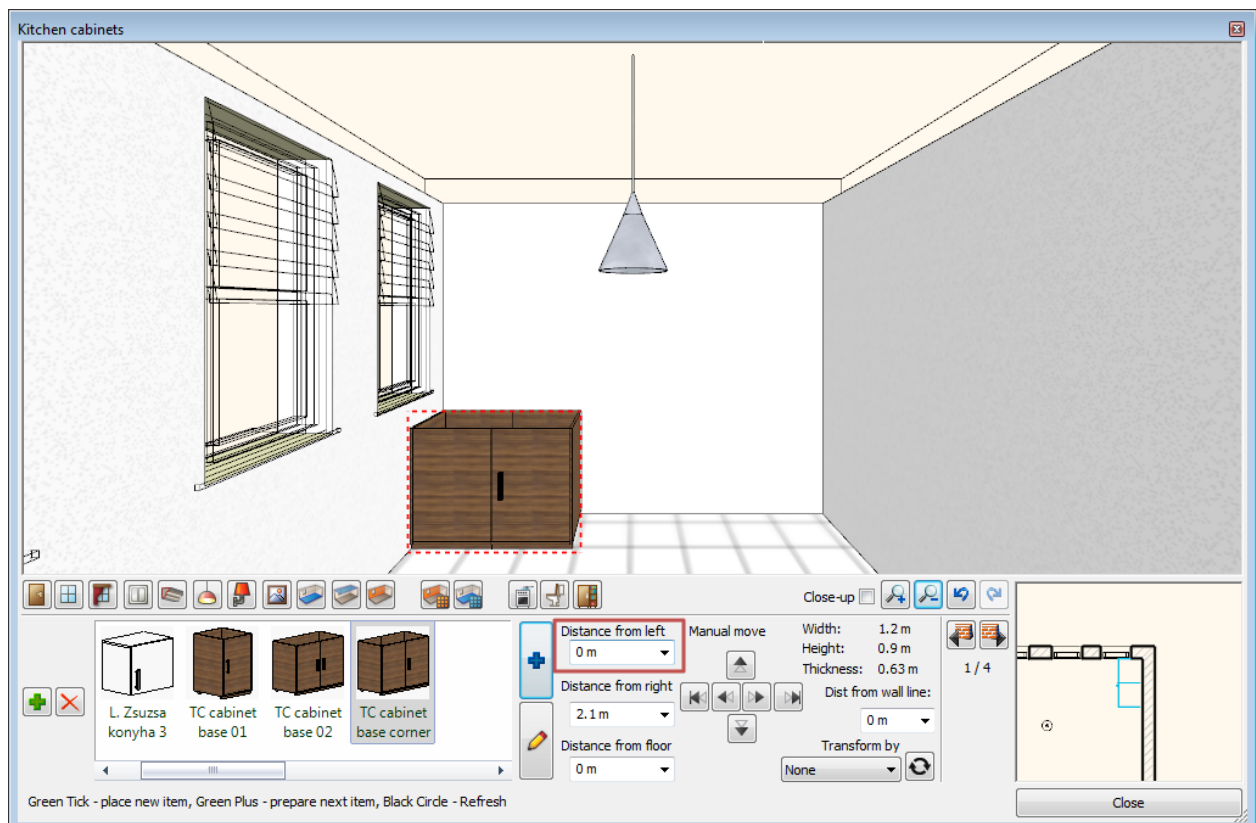 Kitchen cabinets
Close-up
L. Zsuzsa
konyha 3
TC cabinet
base 01
TC cabinet
base 02
TC cabinet
base corner
Distance from left
0 m
Distance from right
2.1 m
Distance from floor
0 m
Manual move
Width: 1.2 m
Height: 0.9 m
Thickness: 0.63 m
Dist from wall line:
0 m
Transform by
None
1 / 4
Green Tick - place new item, Green Plus - prepare next item, Black Circle - Refresh
Close